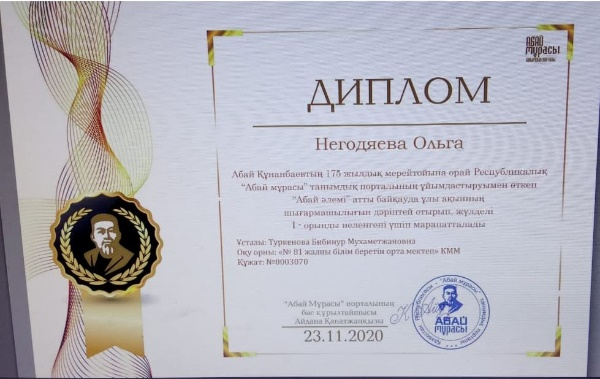 АБАЙ
МҰРАСЫ
ДИПЛОМ
Негодяева Ольга
Абай Құнанбаевтың 175 жылдық мерейтойына орай Республикалық
"Абай мұрасы" танымдық порталының ұйымдастыруымен өткен
"Абай әлемі" атты байқауда ұлы ақынның
шығармашылығын дәріптей отырып, жүлделі
I - орынды иеленгені үшін марапатталады
Ұстазы: Туркенова Бибинур Мухаметжановна
Оқу орны: «№ 81 жалпы білім беретін орта мектеп» КММ
Құжат: №0003070
"Абай Мұрасы" порталының
бас құрылтайшысы
Айдана Қанатжанқызы
23.11.2020
АБАЙ
МҰРАСЫ